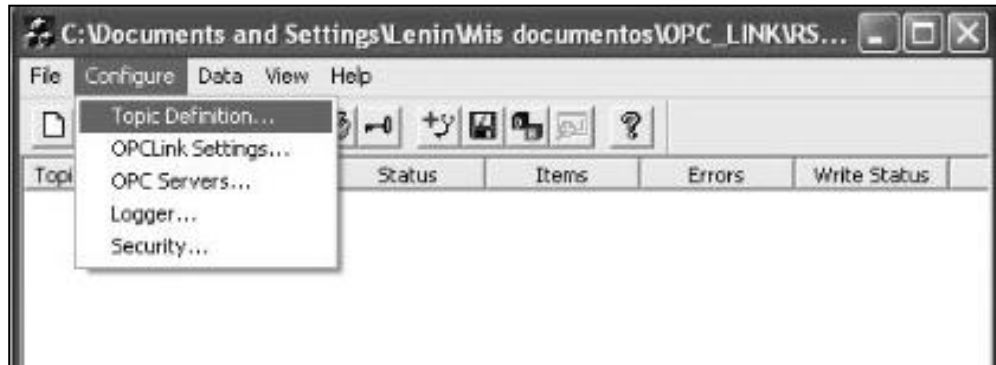 C:\Documents and Settings\Lenin\Mis documentos\OPC_LINK\RS...
File Configure Data View Help
Topic Definition...
OPCLink Settings...
OPC Servers...
Logger...
Security...
Topi Status Items Errors Write Status